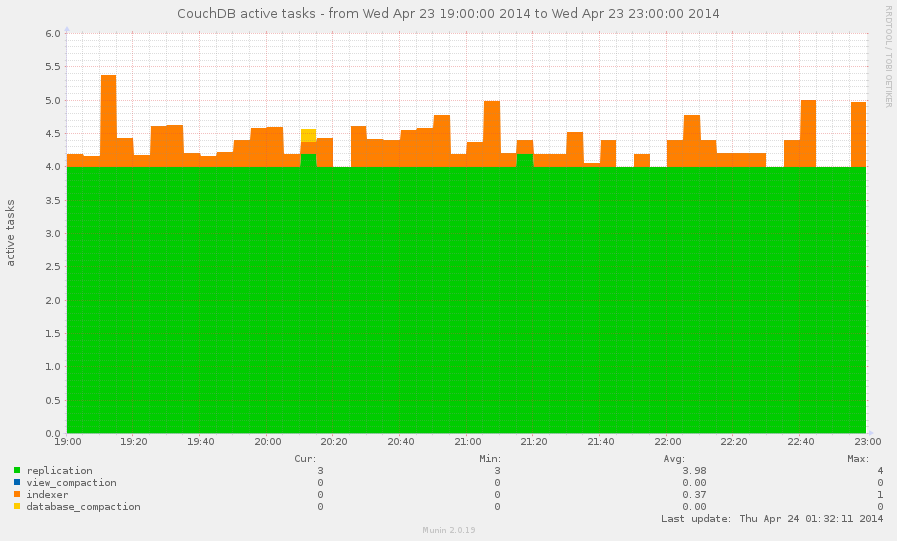 CouchDB active tasks - from Wed Apr 23 19:00:00 2014 to Wed Apr 23 23:00:00 2014
RRDTOOL / TOBI OETIKER
active tasks
6.0
5.5
5.0
4.5
4.0
3.5
3.0
2.5
2.0
1.5
1.0
0.5
0.0
19:00 19:20 19:40 20:00 20:20 20:40 21:00 21:20 21:40 22:00 22:20 22:40 23:00
Cur: Min: Avg: Max:
replication 3 3 3.98 4
view_compaction 0 0 0.00 0
indexer 0 0 0.37 1
database_compaction 0 0 0.00 0
Last update: Thu Apr 24 01:32:11 2014
Munin 2.0.19